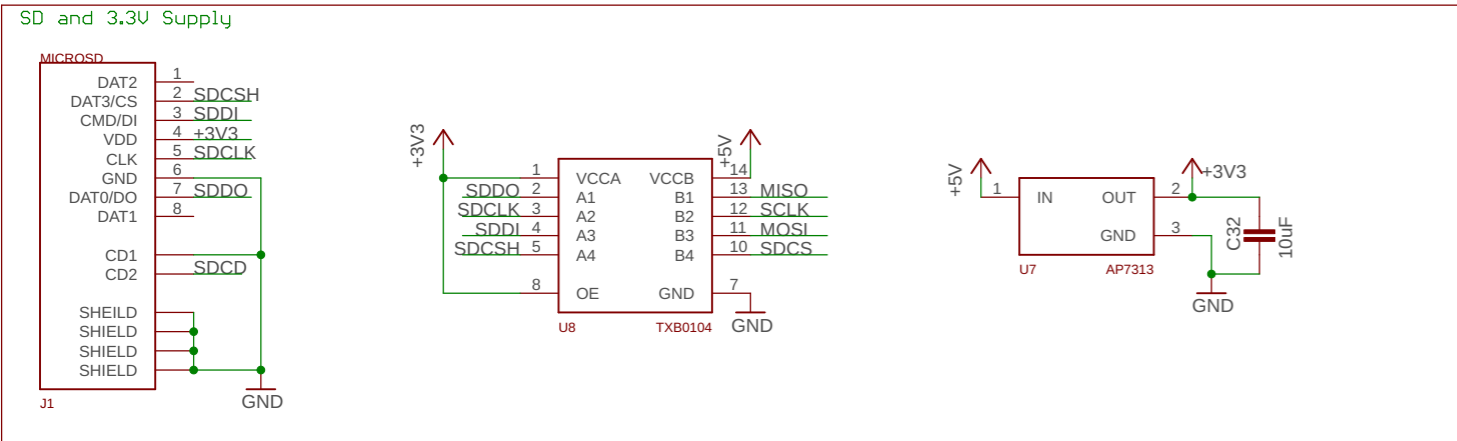 SD and 3.3V Supply
MICROSD
DAT2 1
DAT3/CS 2 SDCSH
CMD/DI 3 SDDI
VDD 4 +3V3
CLK 5 SDCLK
GND 6
DAT0/DO 7 SDDO
DAT1 8
CD1
CD2 SDCD
SHEILD
SHIELD
SHIELD
SHIELD
J1
GND
+3V3
+5V
1 VCCA VCCB 14
SDDO 2 A1 B1 13 MISO
SDCLK 3 A2 B2 12 SCLK
SDDI 4 A3 B3 11 MOSI
SDCSH 5 A4 B4 10 SDCS
8 OE GND 7
U8 TXB0104
GND
+5V
+3V3
1 IN OUT 2
GND 3
C32
10uF
U7 AP7313
GND